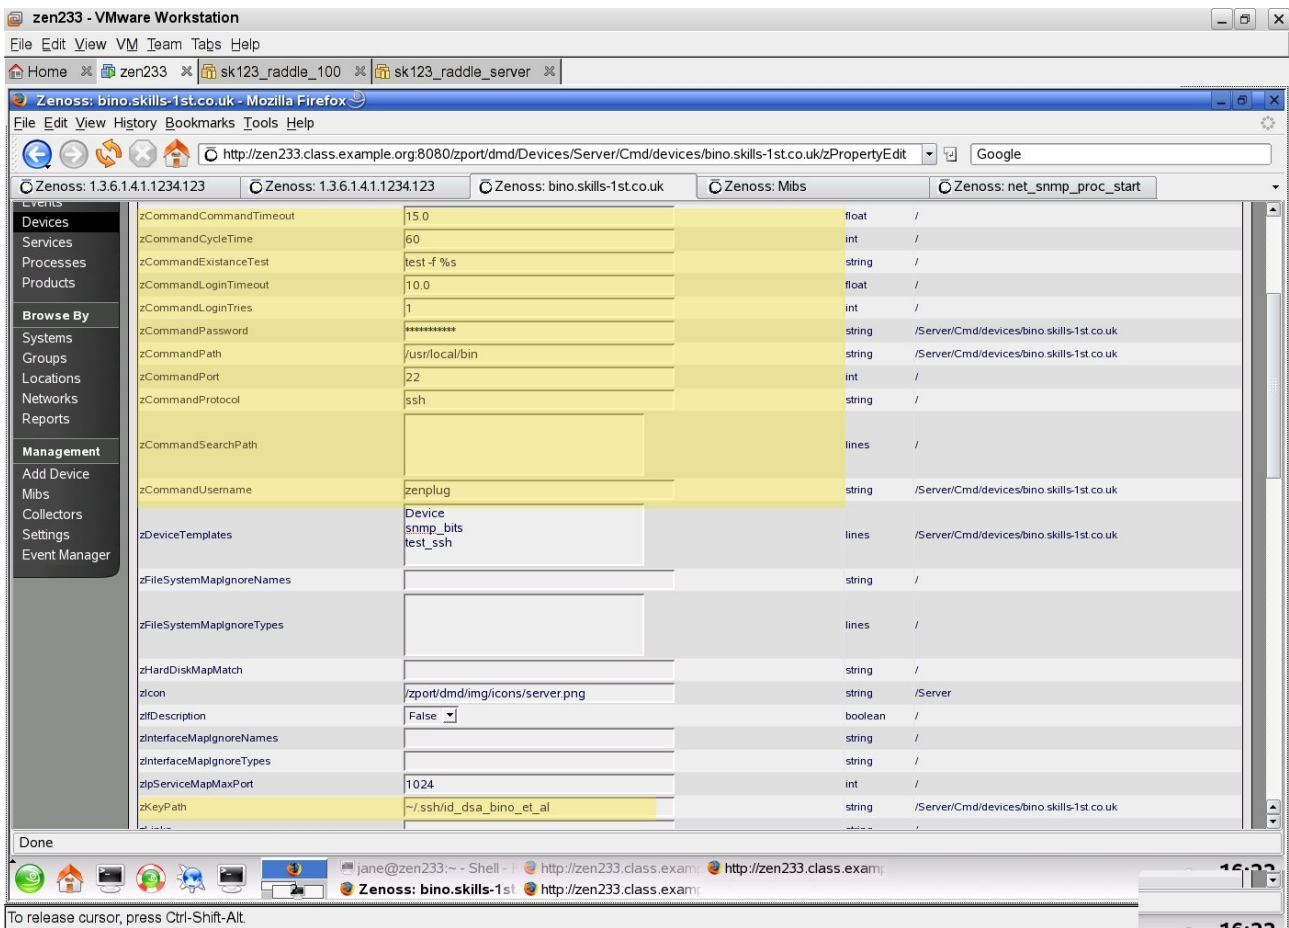 zen233 - VMware Workstation
File Edit View VM Team Tabs Help
Home zen233 sk123_raddle_100 sk123_raddle_server
Zenoss: bino.skills-1st.co.uk - Mozilla Firefox
File Edit View History Bookmarks Tools Help
http://zen233.class.example.org:8080/zport/dmd/Devices/Server/Cmd/devices/bino.skills-1st.co.uk/zPropertyEdit Google
Zenoss: 1.3.6.1.4.1.1234.123 Zenoss: 1.3.6.1.4.1.1234.123 Zenoss: bino.skills-1st.co.uk Zenoss: Mibs Zenoss: net_snmp_proc_start
Events
Devices
Services
Processes
Products
Browse By
Systems
Groups
Locations
Networks
Reports
Management
Add Device
Mibs
Collectors
Settings
Event Manager
zCommandCommandTimeout 15.0 float /
zCommandCycleTime 60 int /
zCommandExistanceTest test -f %s string /
zCommandLoginTimeout 10.0 float /
zCommandLoginTries 1 int /
zCommandPassword *********** string /Server/Cmd/devices/bino.skills-1st.co.uk
zCommandPath /usr/local/bin string /Server/Cmd/devices/bino.skills-1st.co.uk
zCommandPort 22 int /
zCommandProtocol ssh string /
zCommandSearchPath lines /
zCommandUsername zenplug string /Server/Cmd/devices/bino.skills-1st.co.uk
Device
snmp_bits
zDeviceTemplates test_ssh lines /Server/Cmd/devices/bino.skills-1st.co.uk
zFileSystemMapIgnoreNames string /
zFileSystemMapIgnoreTypes lines /
zHardDiskMapMatch string /
zIcon /zport/dmd/img/icons/server.png string /Server
zIfDescription False boolean /
zInterfaceMapIgnoreNames string /
zInterfaceMapIgnoreTypes string /
zIpServiceMapMaxPort 1024 int /
zKeyPath ~/.ssh/id_dsa_bino_et_al string /Server/Cmd/devices/bino.skills-1st.co.uk
Done
jane@zen233:~ - Shell - http://zen233.class.exam http://zen233.class.exam
Zenoss: bino.skills-1st http://zen233.class.exam
To release cursor, press Ctrl-Shift-Alt.